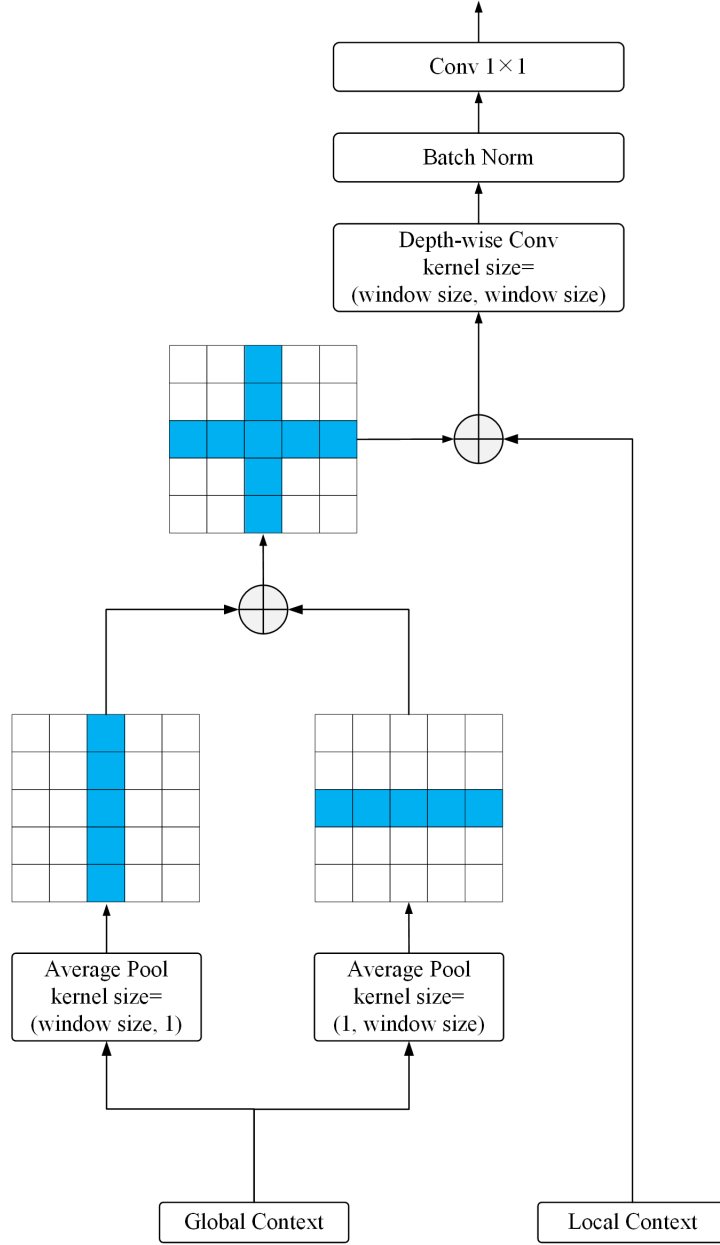 Conv 1×1
Batch Norm
Depth-wise Conv
kernel size=
(window size, window size)
Average Pool
kernel size=
(window size, 1)
Average Pool
kernel size=
(1, window size)
Global Context
Local Context